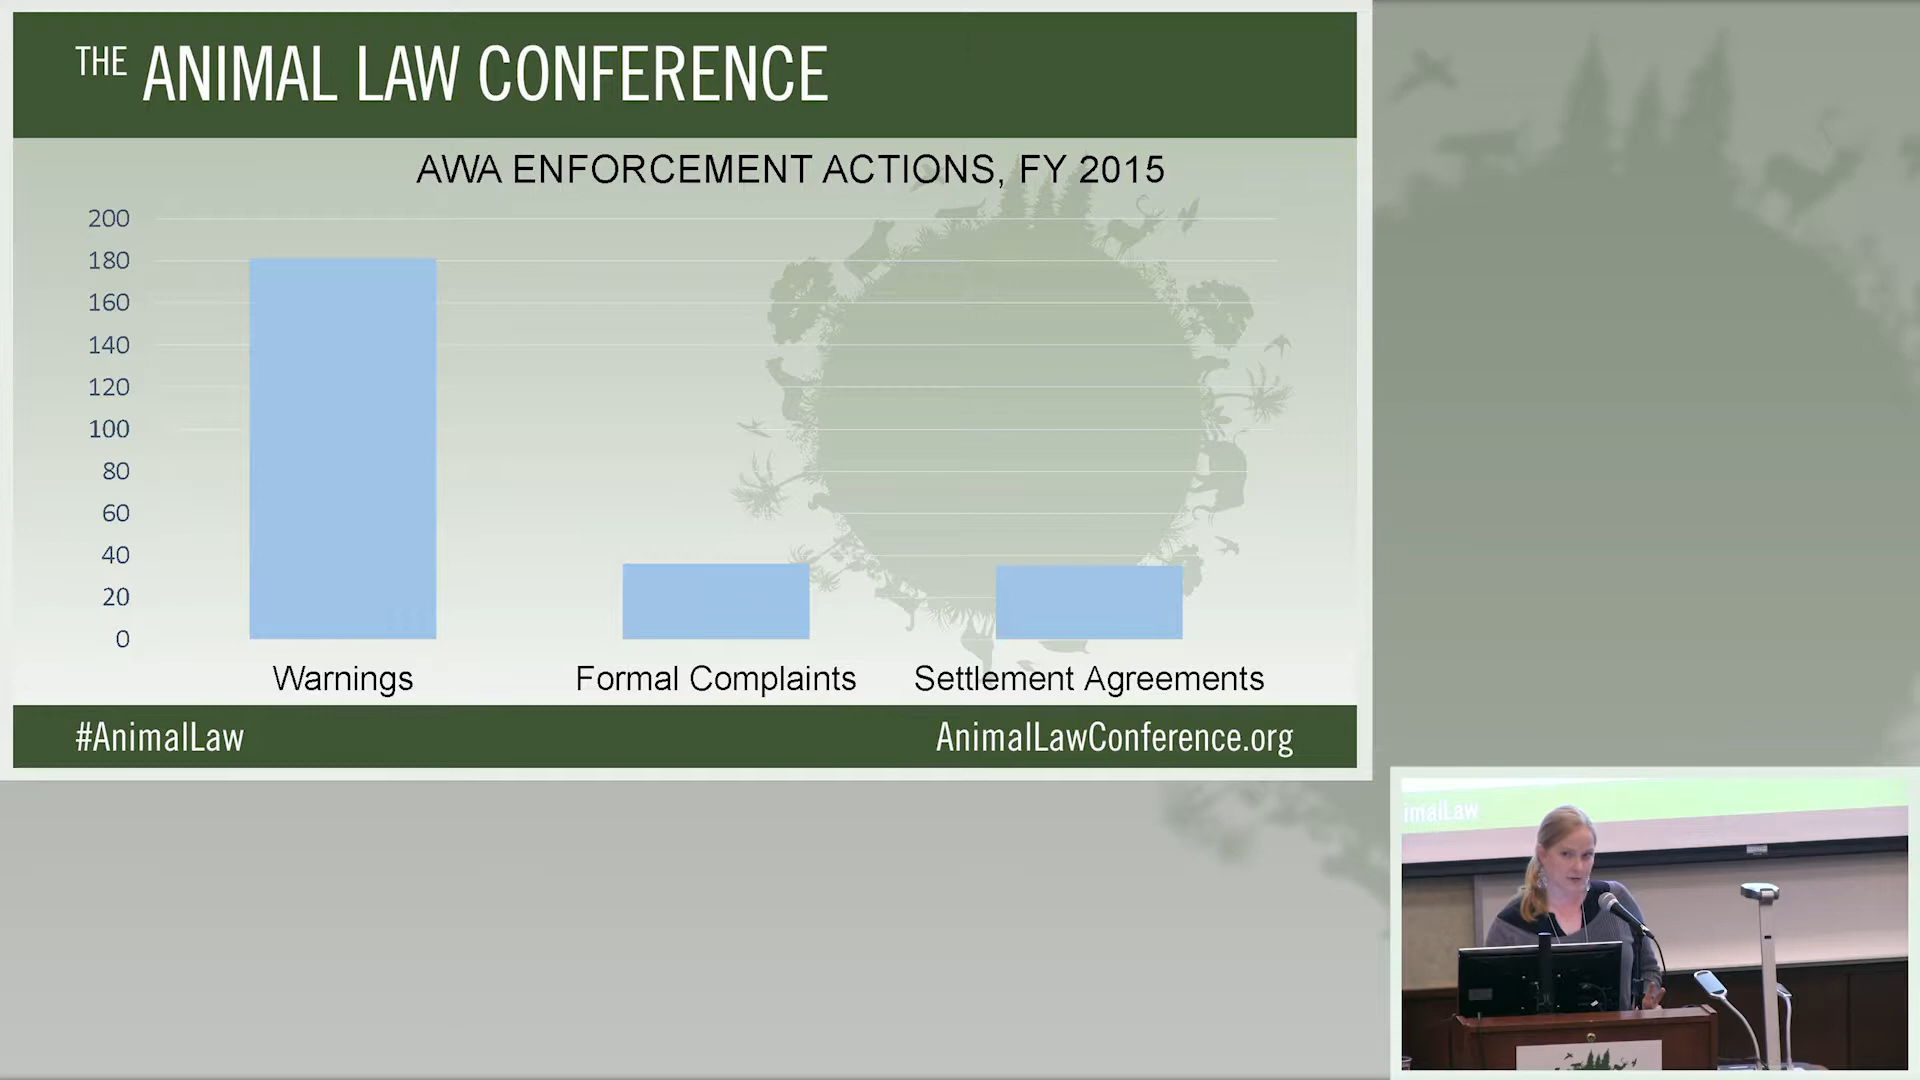 THE ANIMAL LAW CONFERENCE
AWA ENFORCEMENT ACTIONS, FY 2015
200
180
160
140
120
100
80
60
40
20
0
Warnings Formal Complaints Settlement Agreements
#AnimalLaw AnimalLawConference.org
imalLaw